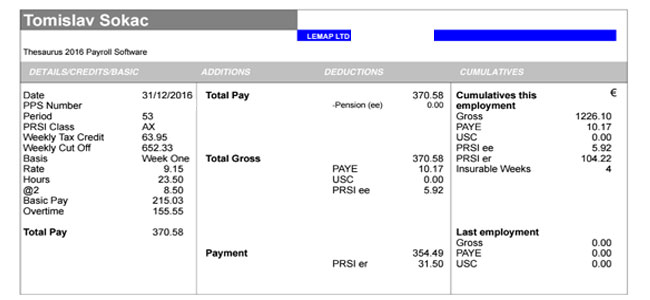 Tomislav Sokac
LEMAP LTD
Thesaurus 2016 Payroll Software
DETAILS/CREDITS/BASIC ADDITIONS DEDUCTIONS CUMULATIVES
Date 31/12/2016 Total Pay 370.58 Cumulatives this €
PPS Number -Pension (ee) 0.00 employment
Period 53 Gross 1226.10
PRSI Class AX PAYE 10.17
Weekly Tax Credit 63.95 USC 0.00
Weekly Cut Off 652.33 PRSI ee 5.92
Basis Week One Total Gross 370.58 PRSI er 104.22
Rate 9.15 PAYE 10.17 Insurable Weeks 4
Hours 23.50 USC 0.00
@2 8.50 PRSI ee 5.92
Basic Pay 215.03
Overtime 155.55
Total Pay 370.58 Last employment
Gross 0.00
Payment 354.49 PAYE 0.00
PRSI er 31.50 USC 0.00